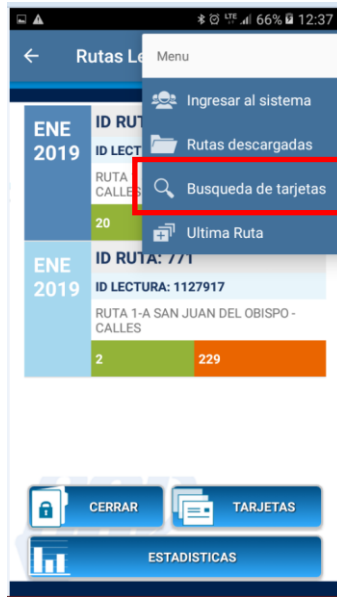 66% 12:37
Rutas Le
Menu
Ingresar al sistema
Rutas descargadas
Busqueda de tarjetas
Ultima Ruta
ENE
2019
ID RUT
ID LECT
RUTA
CALLES
20
ENE
2019
ID RUTA: 771
ID LECTURA: 1127917
RUTA 1-A SAN JUAN DEL OBISPO -
CALLES
2 229
CERRAR TARJETAS
ESTADISTICAS